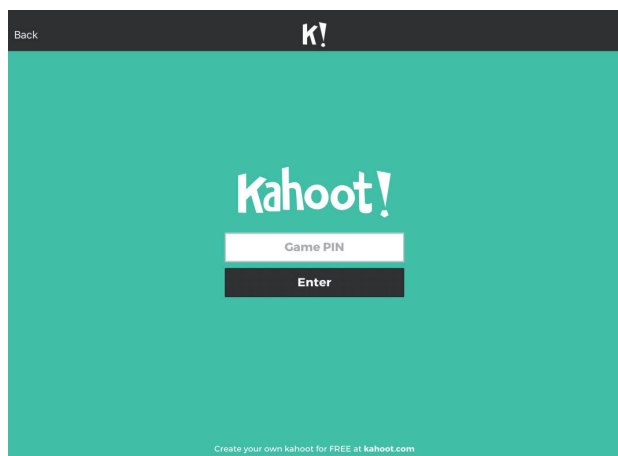 Back
K!
Kahoot!
Game PIN
Enter
Create your own kahoot for FREE at kahoot.com